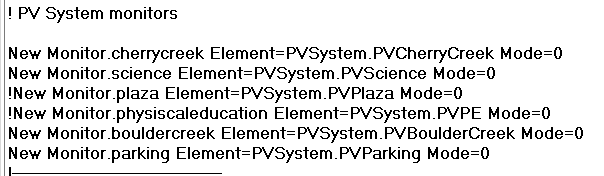 ! PV System monitors
New Monitor.cherrycreek Element=PVSystem.PVCherryCreek Mode=0
New Monitor.science Element=PVSystem.PVScience Mode=0
!New Monitor.plaza Element=PVSystem.PVPlaza Mode=0
!New Monitor.physicaleducation Element=PVSystem.PVPE Mode=0
New Monitor.bouldercreek Element=PVSystem.PVBoulderCreek Mode=0
New Monitor.parking Element=PVSystem.PVParking Mode=0
!------------------------------